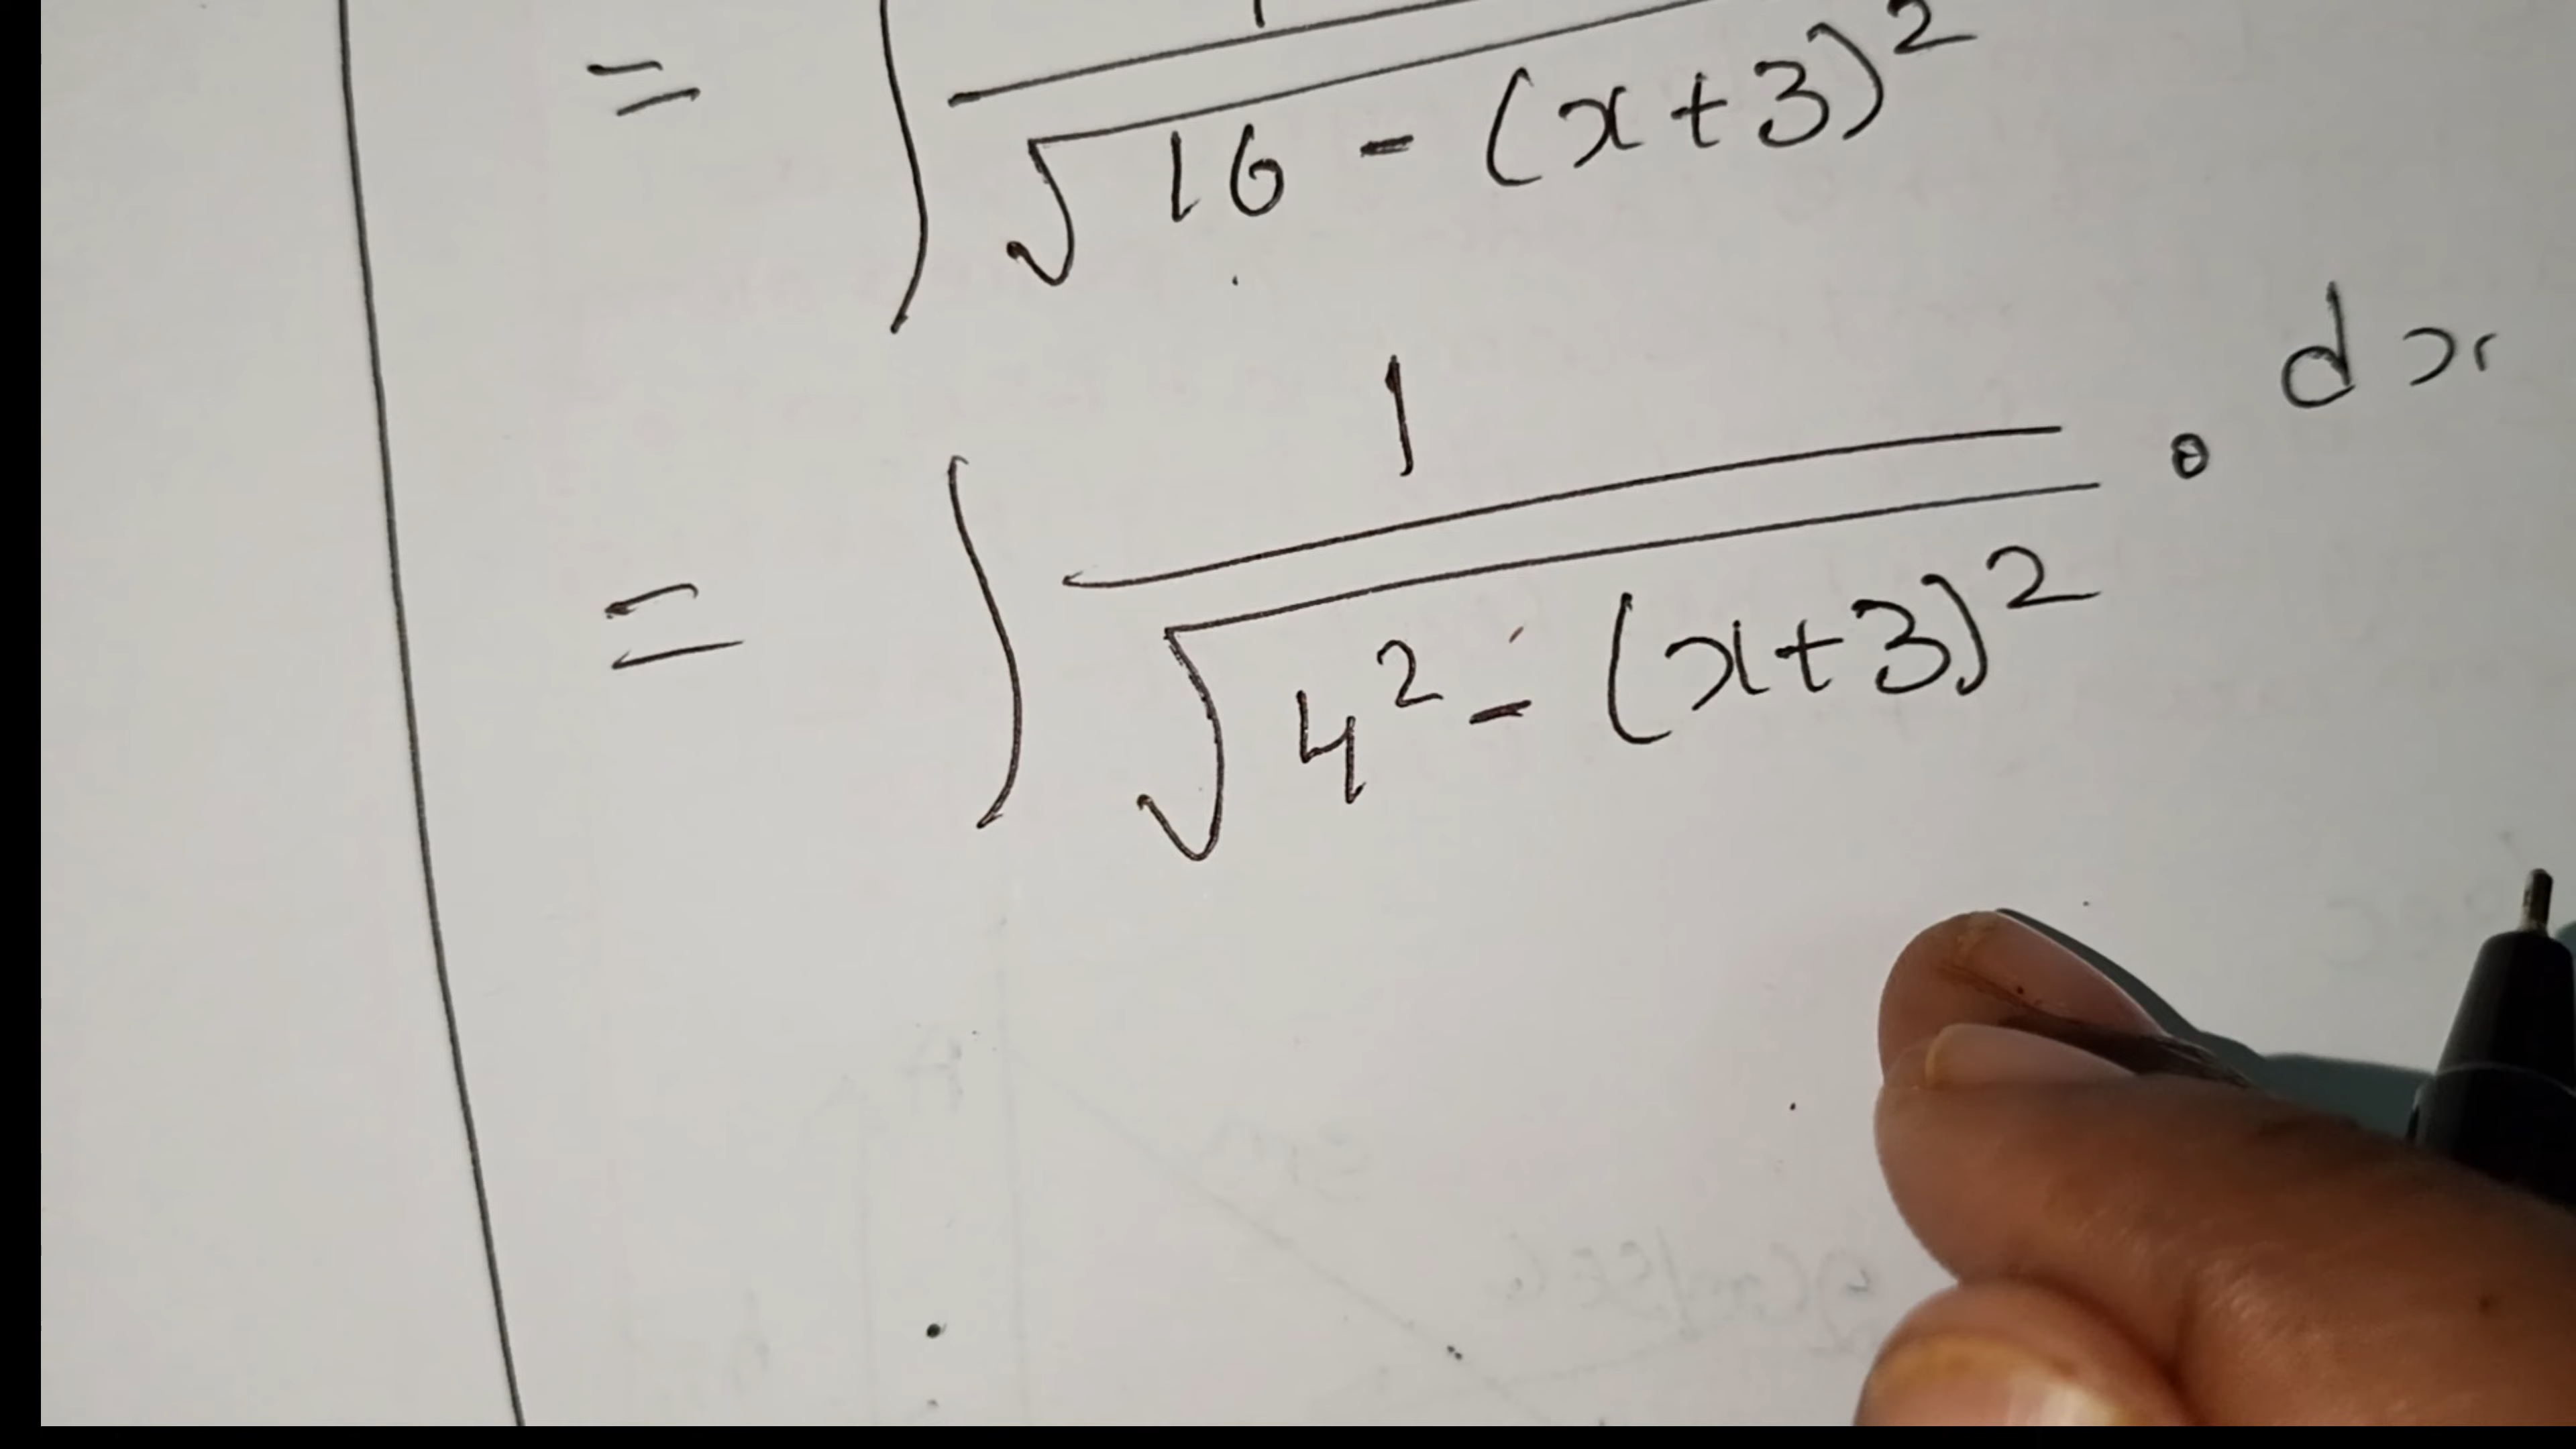 = ∫ 1/√(16 - (x+3)²)
= ∫ 1/√(4² - (x+3)²) . dx